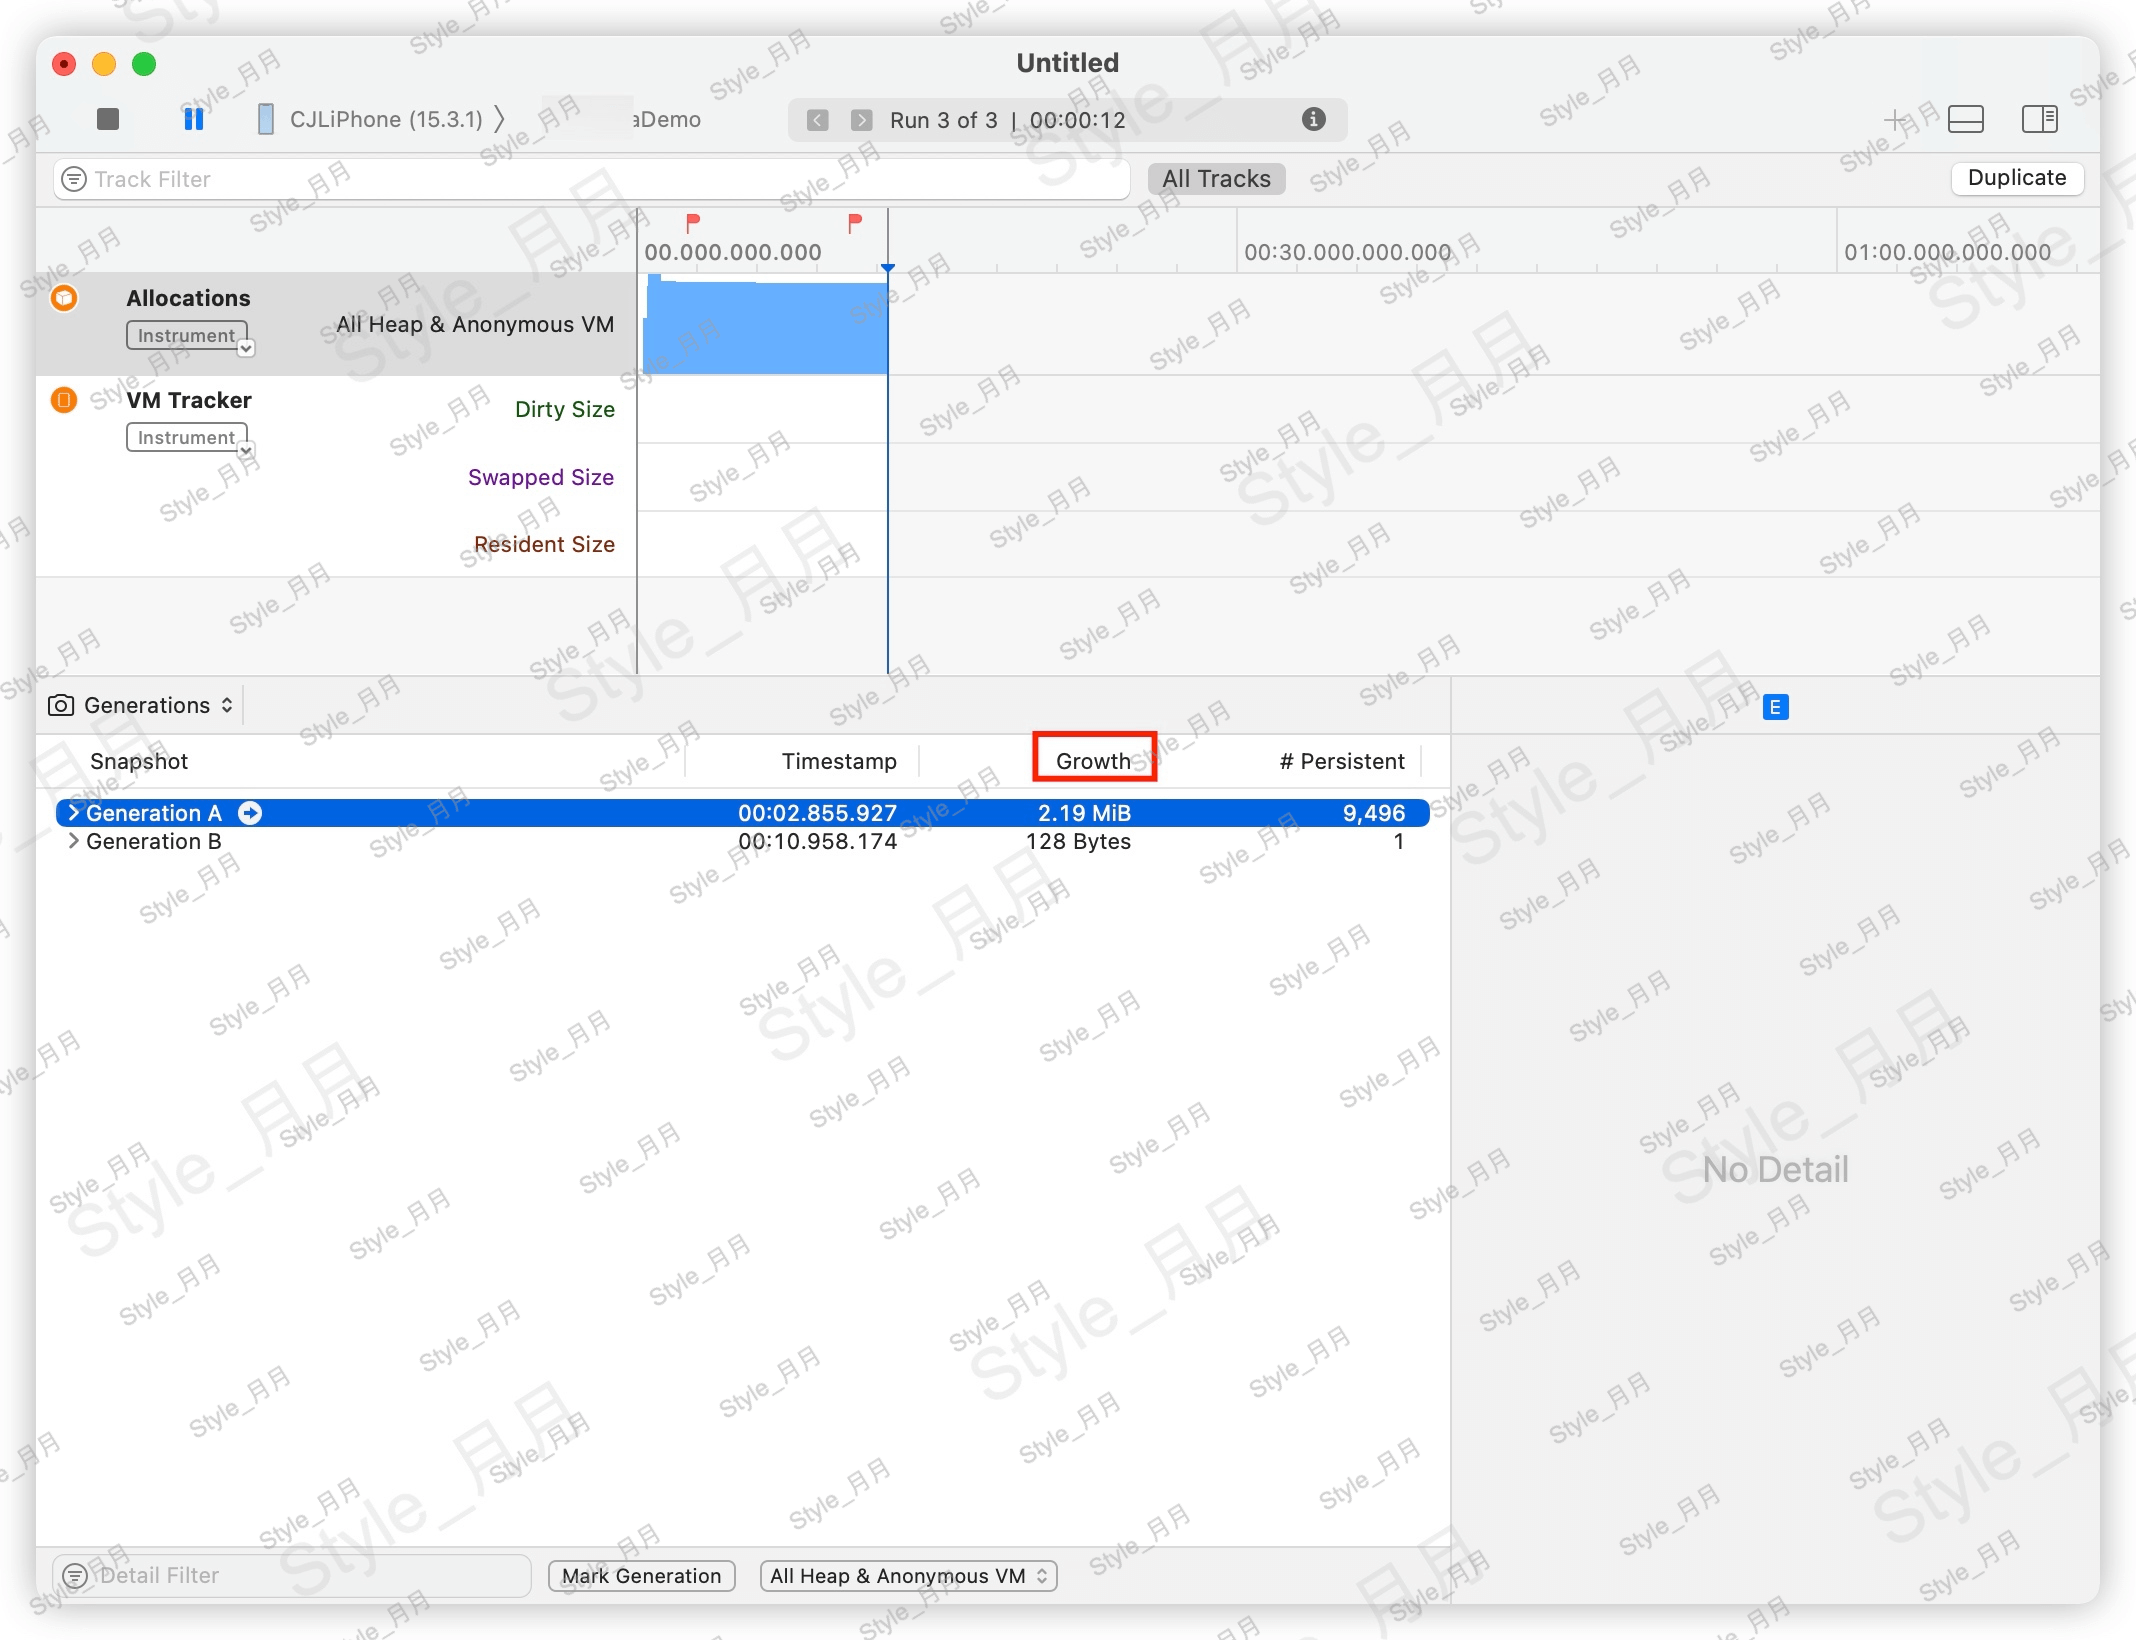 Untitled
CJLiPhone (15.3.1) 〉 aDemo
Run 3 of 3 | 00:00:12
Track Filter
All Tracks
Duplicate
00.000.000.000
00:30.000.000.000
01:00.000.000.000
Allocations
Instrument
All Heap & Anonymous VM
VM Tracker
Instrument
Dirty Size
Swapped Size
Resident Size
Generations
E
Snapshot Timestamp Growth # Persistent
Generation A 00:02.855.927 2.19 MiB 9,496
Generation B 00:10.958.174 128 Bytes 1
No Detail
Detail Filter
Mark Generation
All Heap & Anonymous VM
Style_月月